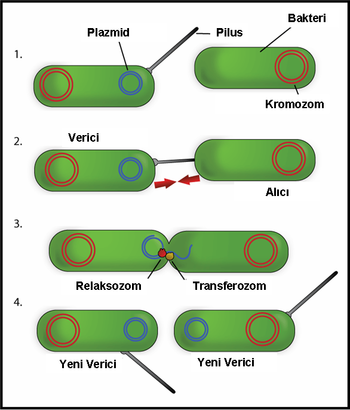 Bakteri
Plazmid
Pilus
1.
Kromozom
2.
Verici
Alıcı
3.
Relaksozom
Transferozom
4.
Yeni Verici
Yeni Verici